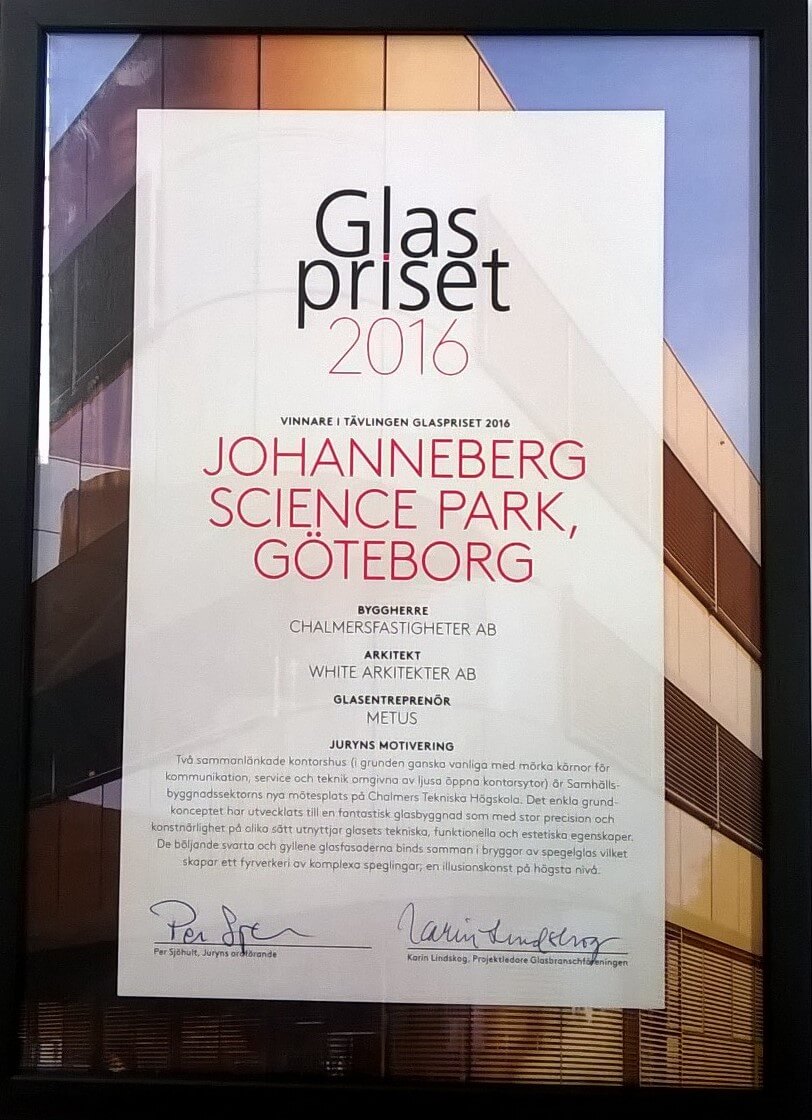 Glas
priset
2016
VINNARE I TÄVLINGEN GLASPRISET 2016
JOHANNEBERG
SCIENCE PARK,
GÖTEBORG
BYGGHERRE
CHALMERSFASTIGHETER AB
ARKITEKT
WHITE ARKITEKTER AB
GLASENTREPRENÖR
METUS
JURYNS MOTIVERING
Två sammanlänkade kontorshus (i grunden ganska vanliga med mörka kärnor för
kommunikation, service och teknik omgivna av ljusa öppna kontorsytor) är Samhälls-
byggnadssektorns nya mötesplats på Chalmers Tekniska Högskola. Det enkla grund-
konceptet har utvecklats till en fantastisk glasbyggnad som med stor precision och
konstnärlighet på olika sätt utnyttjar glasets tekniska, funktionella och estetiska egenskaper.
De böljande svarta och gyllene glasfasaderna binds samman i bryggor av spegelglas vilket
skapar ett fyrverkeri av komplexa speglingar; en illusionskonst på högsta nivå.
Per Karin Lindskog
Per Sjöhult, Juryns ordförande
Karin Lindskog, Projektledare Glasbranschföreningen